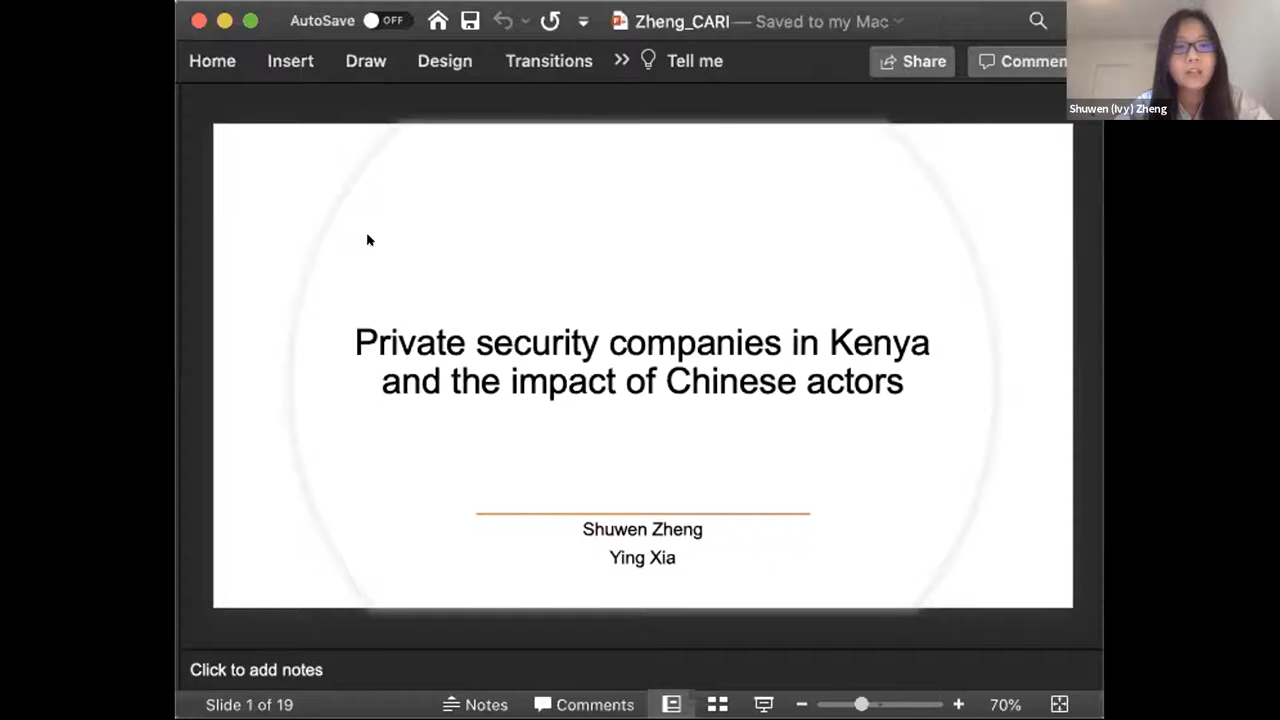 AutoSave OFF Zheng_CARI — Saved to my Mac
Home Insert Draw Design Transitions >> Tell me Share Commen
Shuwen (Ivy) Zheng
Private security companies in Kenya
and the impact of Chinese actors
Shuwen Zheng
Ying Xia
Click to add notes
Slide 1 of 19 Notes Comments 70%